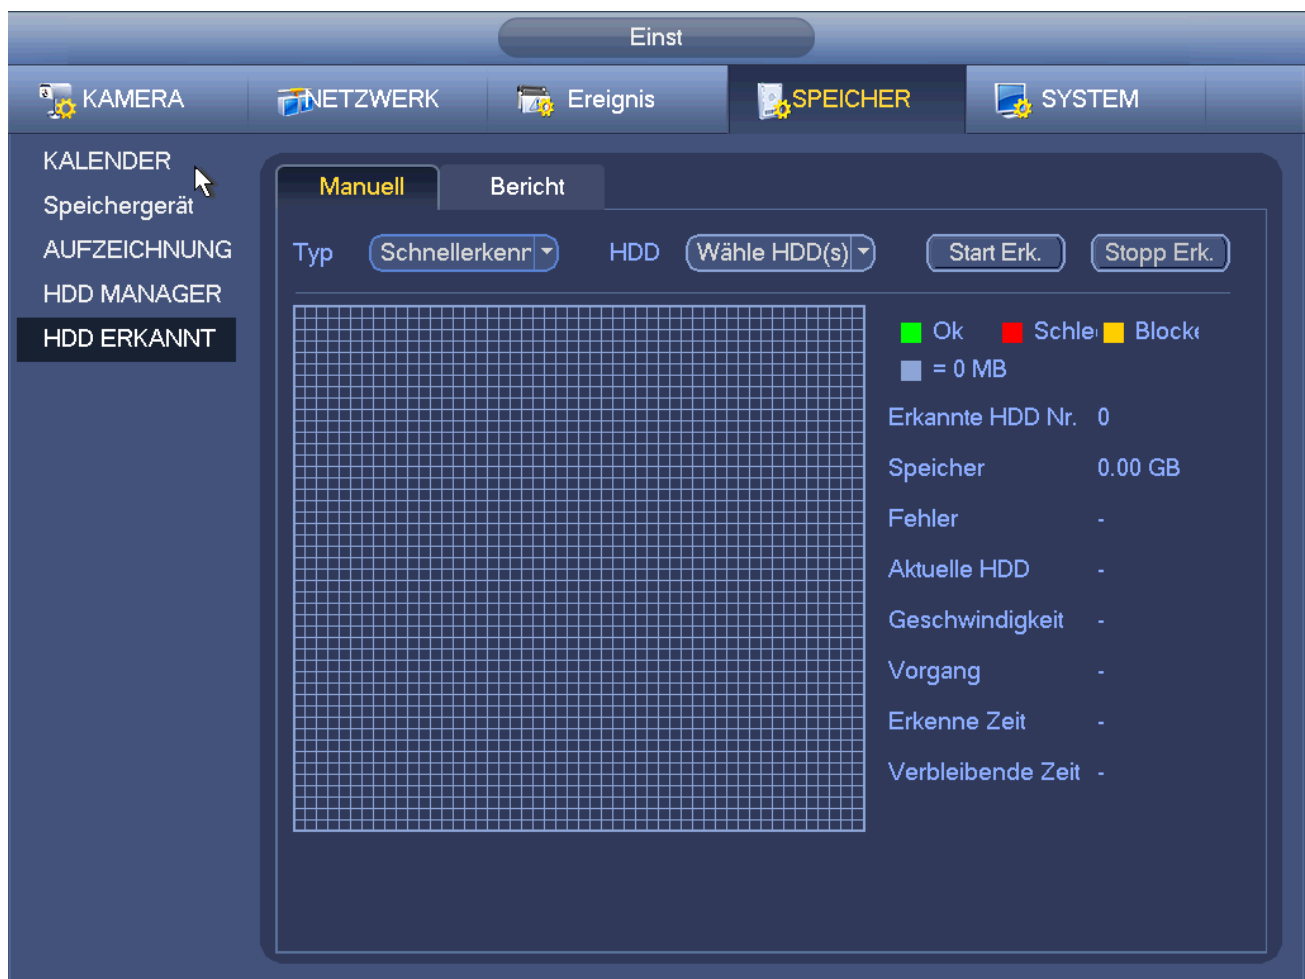 Einst
KAMERA NETZWERK Ereignis SPEICHER SYSTEM
KALENDER
Speichergerät
AUFZEICHNUNG
HDD MANAGER
HDD ERKANNT
Manuell Bericht
Typ Schnellerkenr HDD Wähle HDD(s) Start Erk. Stopp Erk.
Ok Schle Blocke
= 0 MB
Erkannte HDD Nr. 0
Speicher 0.00 GB
Fehler -
Aktuelle HDD -
Geschwindigkeit -
Vorgang -
Erkenne Zeit -
Verbleibende Zeit -